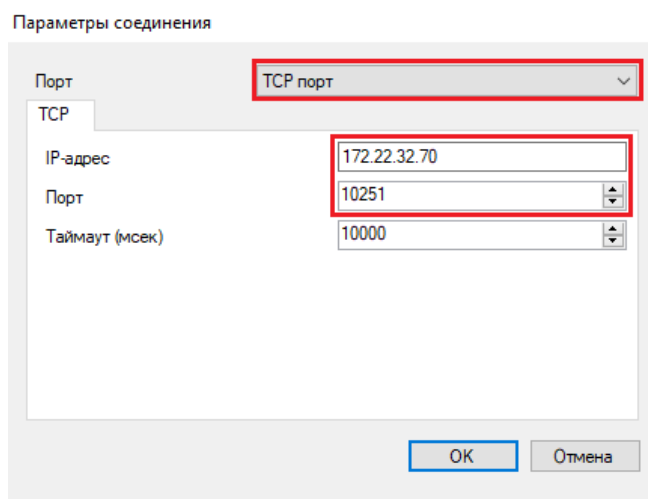 Параметры соединения
Порт TCP порт
TCP
IP-адрес 172.22.32.70
Порт 10251
Таймаут (мсек) 10000
OK Отмена